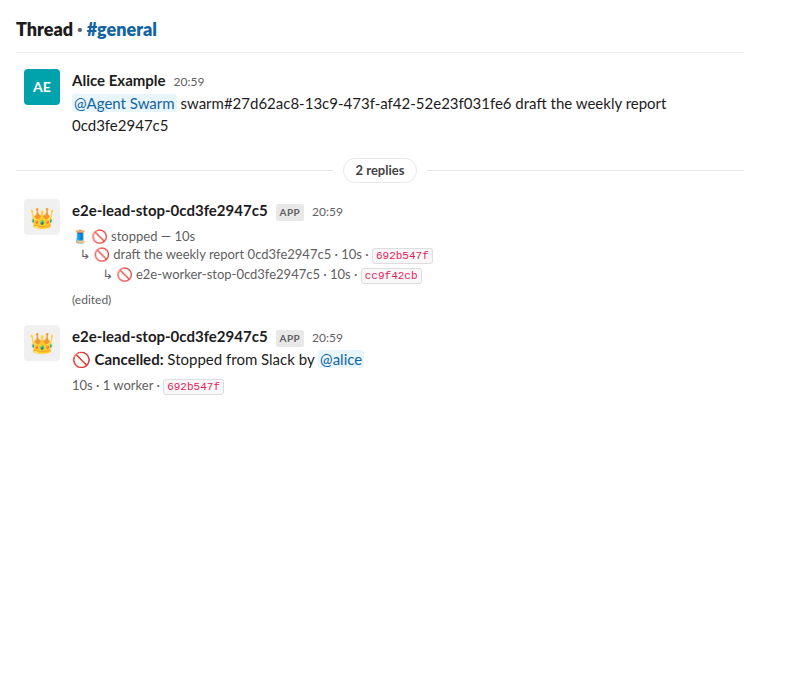 Thread • #general
AE
Alice Example 20:59
@Agent Swarm swarm#27d62ac8-13c9-473f-af42-52e23f031fe6 draft the weekly report
0cd3fe2947c5
2 replies
e2e-lead-stop-0cd3fe2947c5 APP 20:59
🧵 🚫 stopped — 10s
↳ 🚫 draft the weekly report 0cd3fe2947c5 · 10s · 692b547f
↳ 🚫 e2e-worker-stop-0cd3fe2947c5 · 10s · cc9f42cb
(edited)
e2e-lead-stop-0cd3fe2947c5 APP 20:59
🚫 Cancelled: Stopped from Slack by @alice
10s · 1 worker · 692b547f